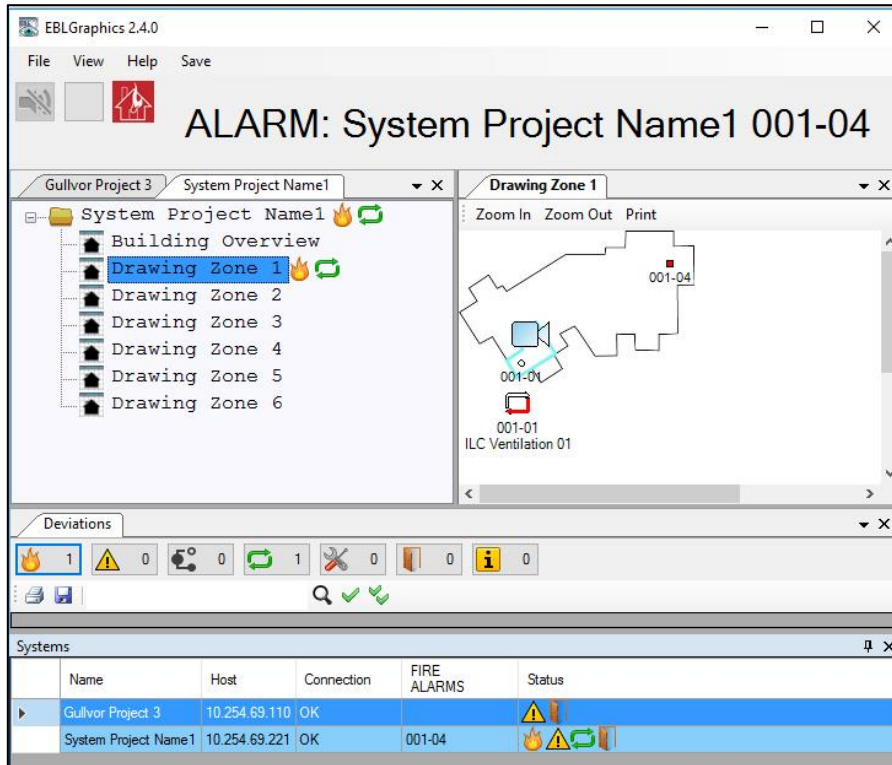 EBLGraphics 2.4.0
File View Help Save
ALARM: System Project Name1 001-04
Gullvor Project 3 System Project Name1
System Project Name1
Building Overview
Drawing Zone 1
Drawing Zone 2
Drawing Zone 3
Drawing Zone 4
Drawing Zone 5
Drawing Zone 6
Drawing Zone 1
Zoom In Zoom Out Print
001-04
001-01
001-01
ILC Ventilation 01
Deviations
1 0 0 1 0 0 0
Systems
Name Host Connection FIRE ALARMS Status
Gullvor Project 3 10.254.69.110 OK
System Project Name1 10.254.69.221 OK 001-04